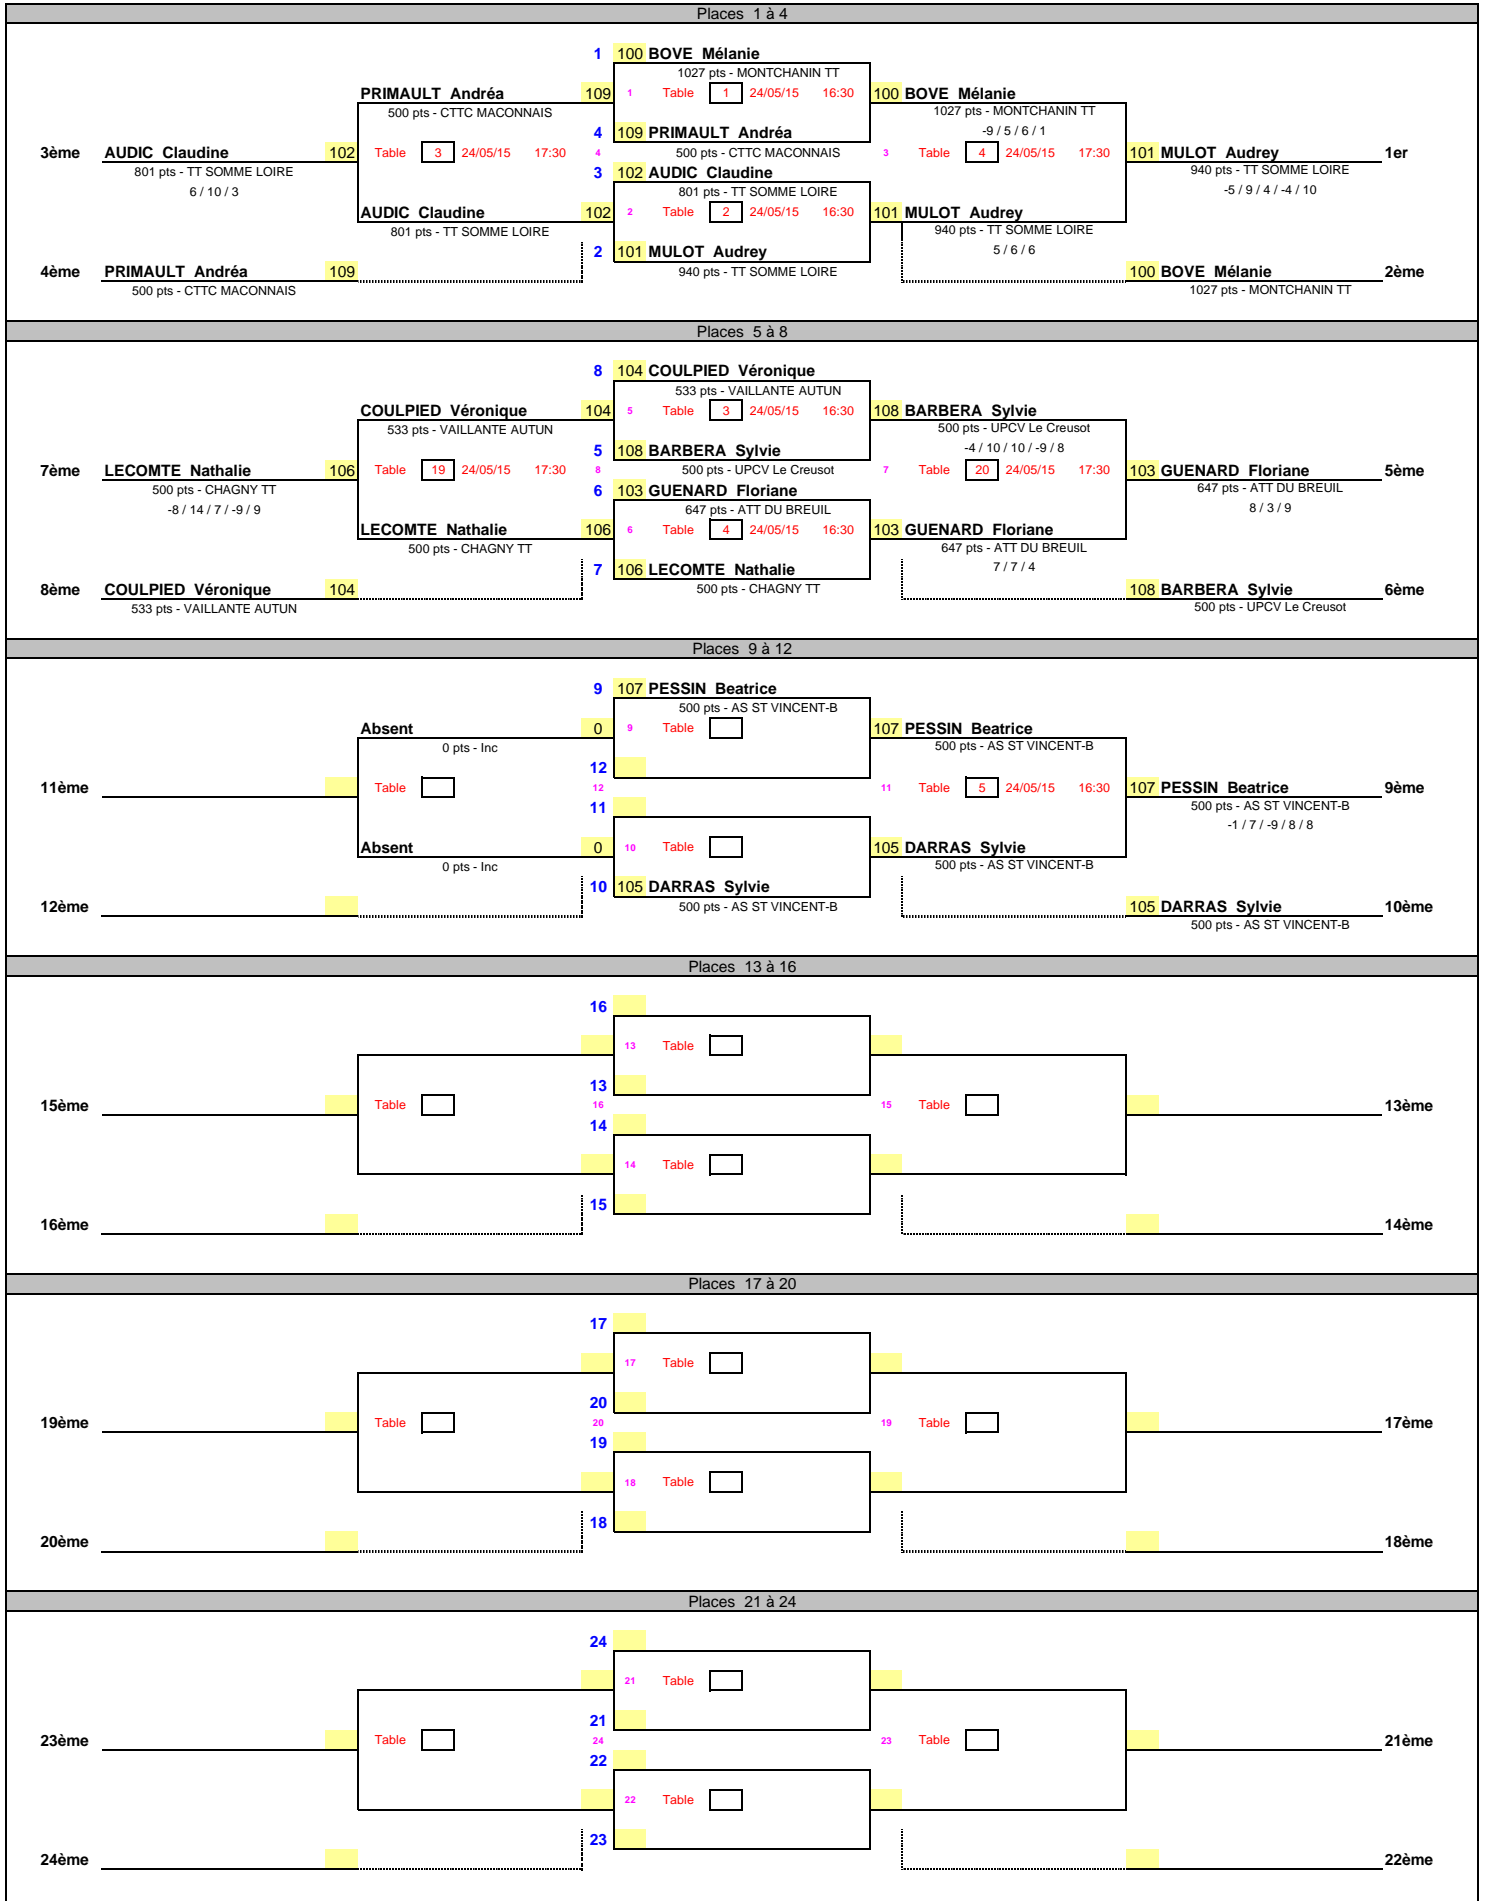 Places 1 à 4
1 100 BOVE Mélanie
1027 pts - MONTCHANIN TT
PRIMAULT Andréa 109 1 Table 1 24/05/15 16:30 100 BOVE Mélanie
500 pts - CTTC MACONNAIS 1027 pts - MONTCHANIN TT
4 109 PRIMAULT Andréa -9 / 5 / 6 / 1
3ème AUDIC Claudine 102 Table 3 24/05/15 17:30 4 500 pts - CTTC MACONNAIS 3 Table 4 24/05/15 17:30 101 MULOT Audrey 1er
801 pts - TT SOMME LOIRE 3 102 AUDIC Claudine 940 pts - TT SOMME LOIRE
6 / 10 / 3 801 pts - TT SOMME LOIRE -5 / 9 / 4 / -4 / 10
AUDIC Claudine 102 2 Table 2 24/05/15 16:30 101 MULOT Audrey
801 pts - TT SOMME LOIRE 940 pts - TT SOMME LOIRE
2 101 MULOT Audrey 5 / 6 / 6
4ème PRIMAULT Andréa 109 940 pts - TT SOMME LOIRE 100 BOVE Mélanie 2ème
500 pts - CTTC MACONNAIS 1027 pts - MONTCHANIN TT
Places 5 à 8
8 104 COULPIED Véronique
533 pts - VAILLANTE AUTUN
COULPIED Véronique 104 5 Table 3 24/05/15 16:30 108 BARBERA Sylvie
533 pts - VAILLANTE AUTUN 500 pts - UPCV Le Creusot
5 108 BARBERA Sylvie -4 / 10 / 10 / -9 / 8
7ème LECOMTE Nathalie 106 Table 19 24/05/15 17:30 8 500 pts - UPCV Le Creusot 7 Table 20 24/05/15 17:30 103 GUENARD Floriane 5ème
500 pts - CHAGNY TT 6 103 GUENARD Floriane 647 pts - ATT DU BREUIL
-8 / 14 / 7 / -9 / 9 647 pts - ATT DU BREUIL 8 / 3 / 9
LECOMTE Nathalie 106 6 Table 4 24/05/15 16:30 103 GUENARD Floriane
500 pts - CHAGNY TT 647 pts - ATT DU BREUIL
7 106 LECOMTE Nathalie 7 / 7 / 4
8ème COULPIED Véronique 104 500 pts - CHAGNY TT 108 BARBERA Sylvie 6ème
533 pts - VAILLANTE AUTUN 500 pts - UPCV Le Creusot
Places 9 à 12
9 107 PESSIN Beatrice
500 pts - AS ST VINCENT-B
Absent 0 9 Table 107 PESSIN Beatrice
0 pts - Inc 500 pts - AS ST VINCENT-B
12
11ème Table 12 11 Table 5 24/05/15 16:30 107 PESSIN Beatrice 9ème
11 500 pts - AS ST VINCENT-B
-1 / 7 / -9 / 8 / 8
Absent 0 10 Table 105 DARRAS Sylvie
0 pts - Inc 500 pts - AS ST VINCENT-B
10 105 DARRAS Sylvie
12ème 500 pts - AS ST VINCENT-B 105 DARRAS Sylvie 10ème
500 pts - AS ST VINCENT-B
Places 13 à 16
16
13 Table
13
15ème Table 16 15 Table 13ème
14
14 Table
15
16ème 14ème
Places 17 à 20
17
17 Table
20
19ème Table 20 19 Table 17ème
19
18 Table
18
20ème 18ème
Places 21 à 24
24
21 Table
21
23ème Table 24 23 Table 21ème
22
22 Table
23
24ème 22ème